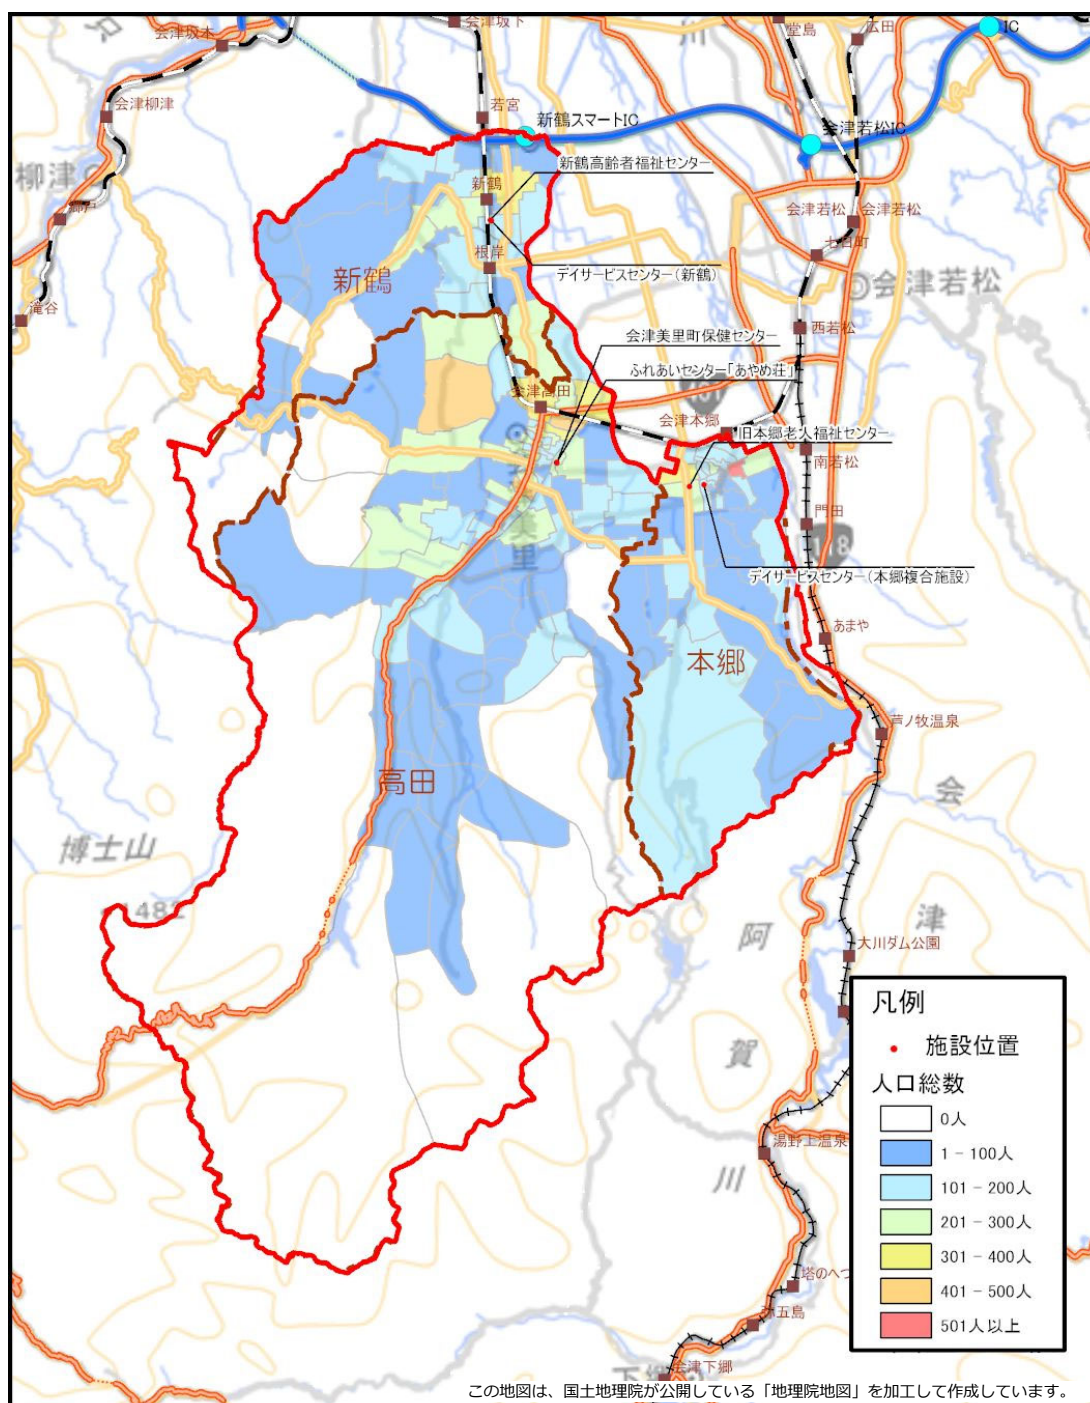 会津坂下
会津坂本
堂島
広田
IC
川
会津柳津
若宮
新鶴スマートIC
会津若松IC
柳津
新鶴高齢者福祉センター
新鶴
会津若松
会津若松
七日町
根岸
デイサービスセンター（新鶴）
新鶴
会津若松
滝谷
西若松
会津美里町保健センター
ふれあいセンター「あやめ荘」
会津高田
会津本郷
旧本郷老人福祉センター
南若松
門田
118
美里
デイサービスセンター（本郷複合施設）
あまや
本郷
芦ノ牧温泉
高田
会
博士山
1482
津
阿
大川ダム公園
賀
川
湯野上温泉
塔のへつ
会津下郷
凡例
施設位置
人口総数
0人
1 - 100人
101 - 200人
201 - 300人
301 - 400人
401 - 500人
501人以上
この地図は、国土地理院が公開している「地理院地図」を加工して作成しています。